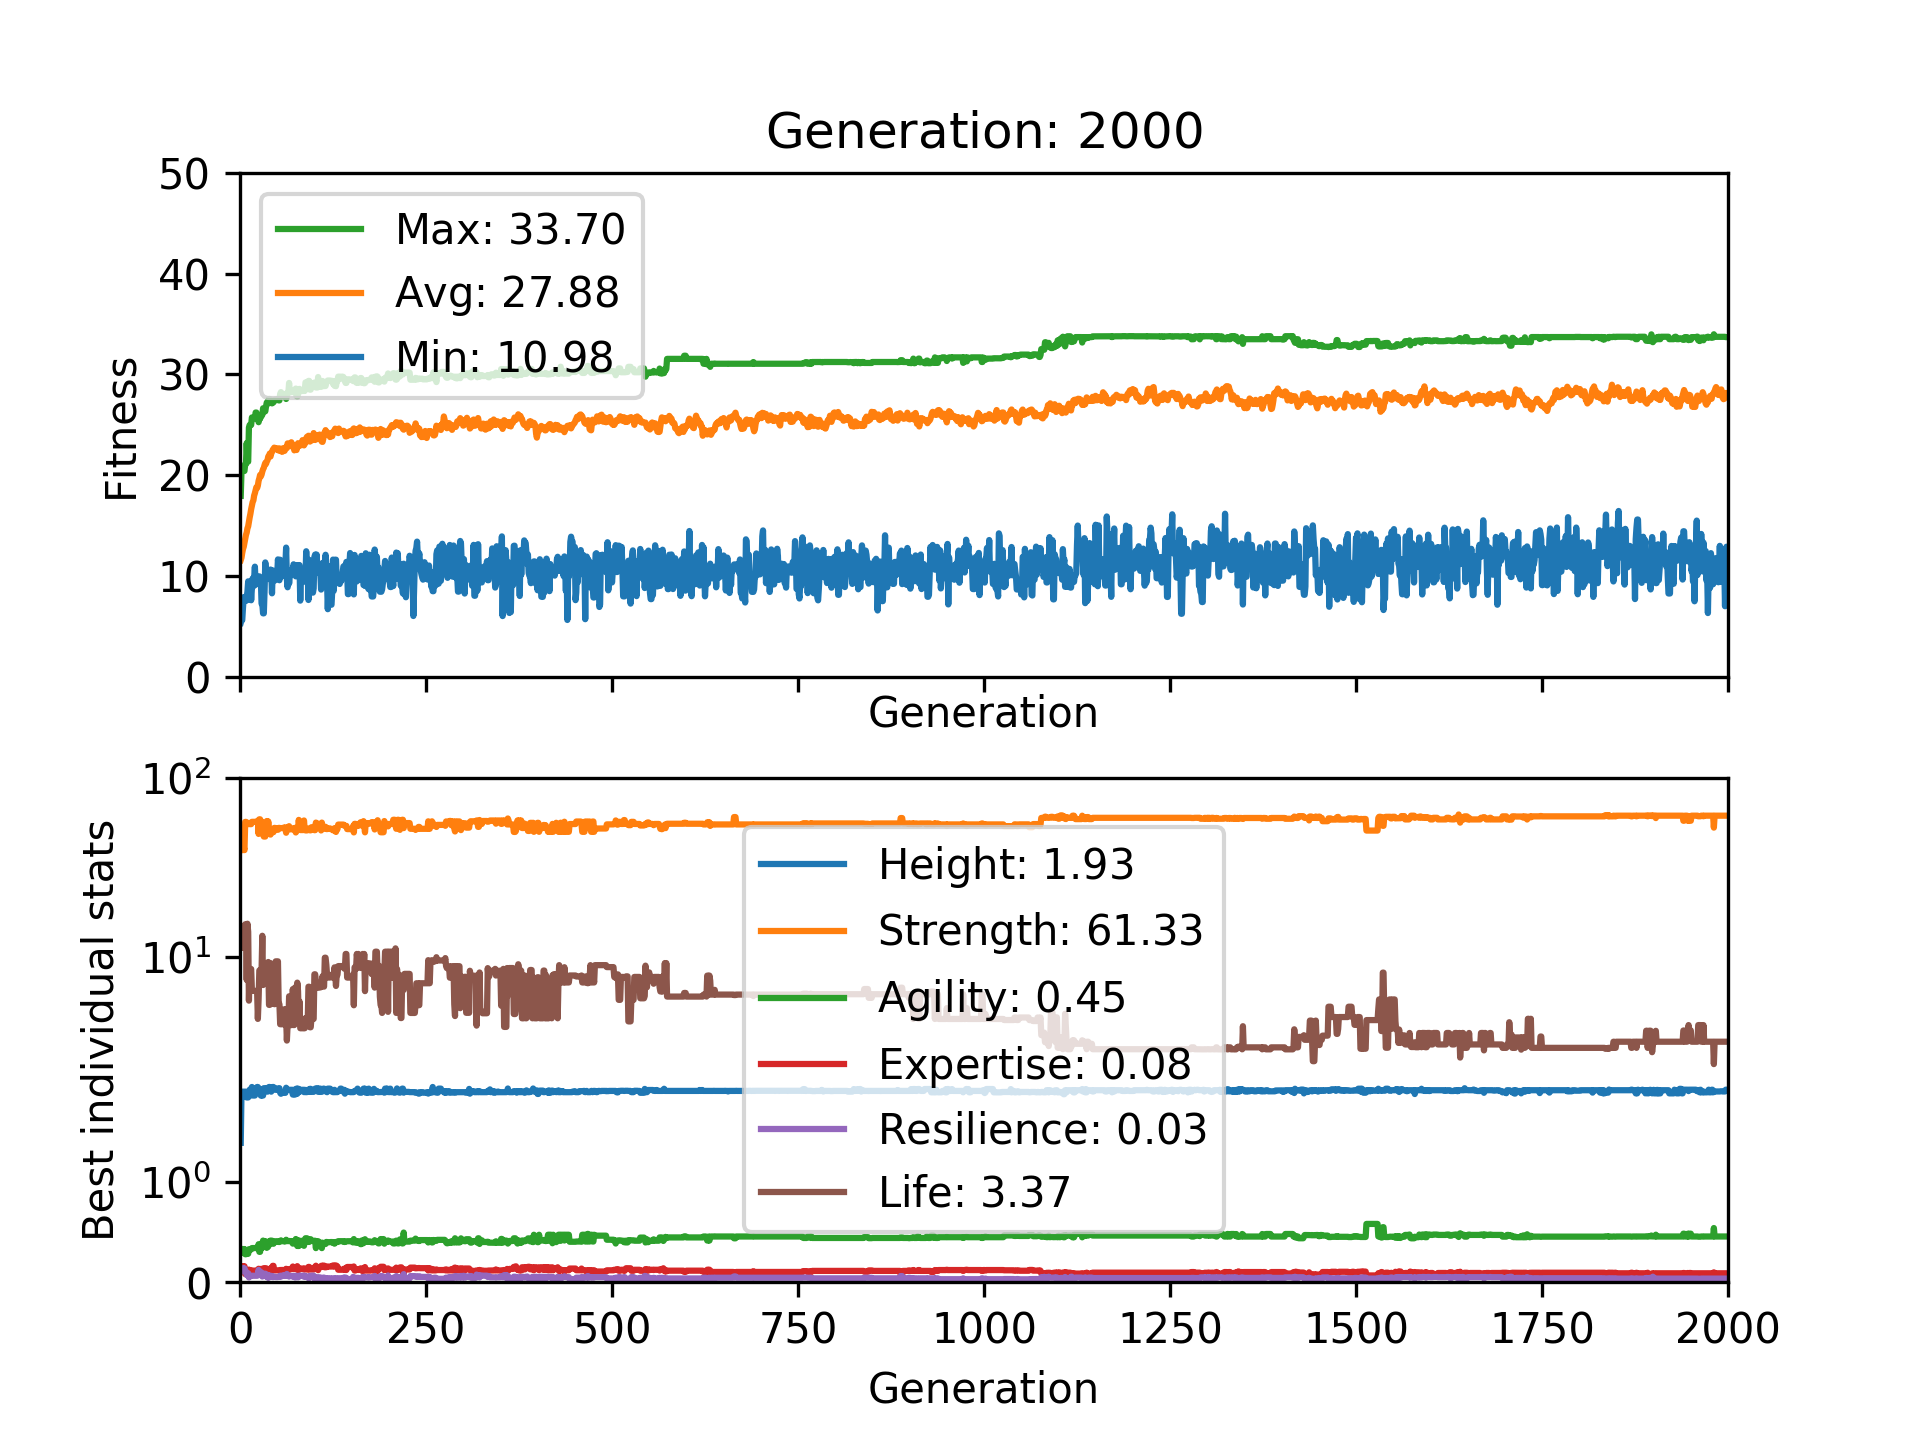 Generation: 2000
50
40
30
20
10
0
Fitness
Max: 33.70
Avg: 27.88
Min: 10.98
Generation
10²
10¹
10⁰
0
Best individual stats
Height: 1.93
Strength: 61.33
Agility: 0.45
Expertise: 0.08
Resilience: 0.03
Life: 3.37
0 250 500 750 1000 1250 1500 1750 2000
Generation